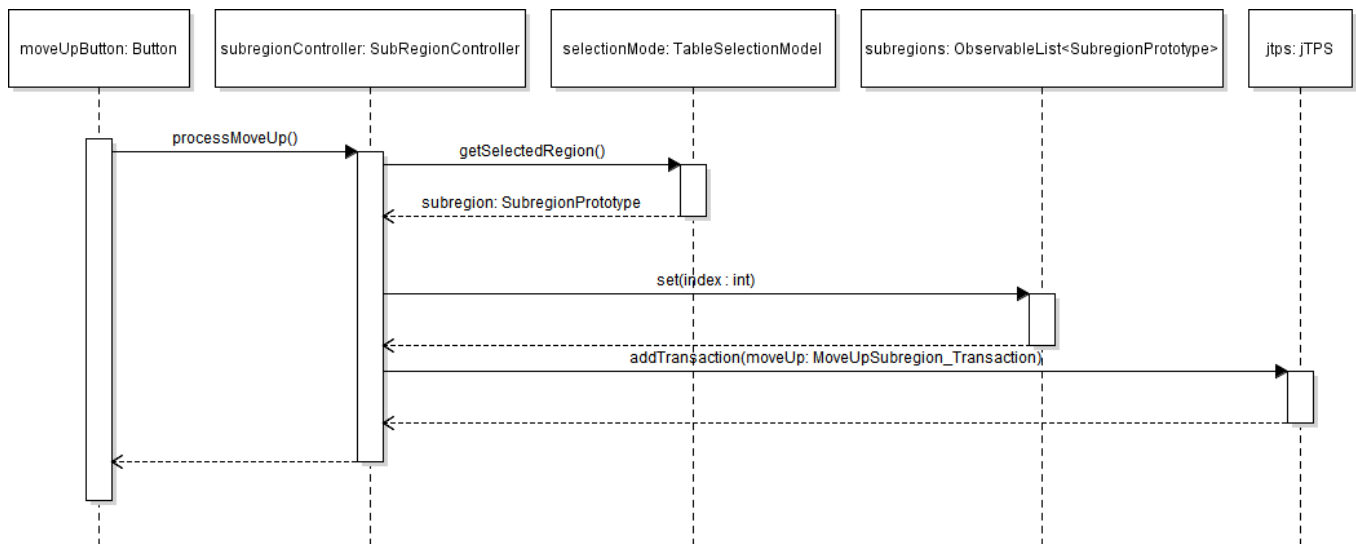 moveUpButton: Button
subregionController: SubRegionController
selectionMode: TableSelectionModel
subregions: ObservableList<SubregionPrototype>
jtps: jTPS
processMoveUp()
getSelectedRegion()
subregion: SubregionPrototype
set(index : int)
addTransaction(moveUp: MoveUpSubregion_Transaction)